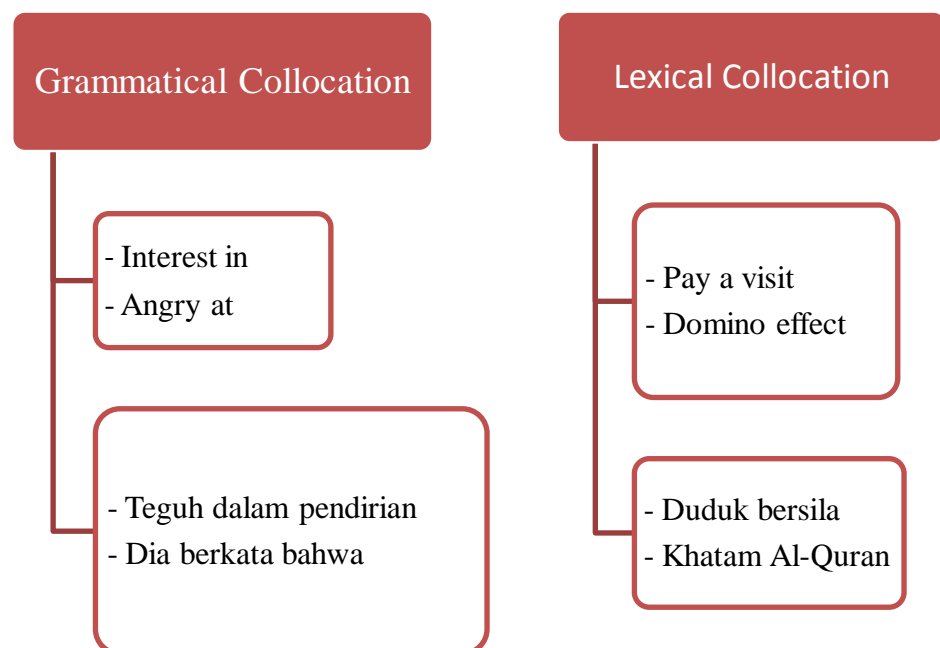 Grammatical Collocation
- Interest in
- Angry at
- Teguh dalam pendirian
- Dia berkata bahwa
Lexical Collocation
- Pay a visit
- Domino effect
- Duduk bersila
- Khatam Al-Quran